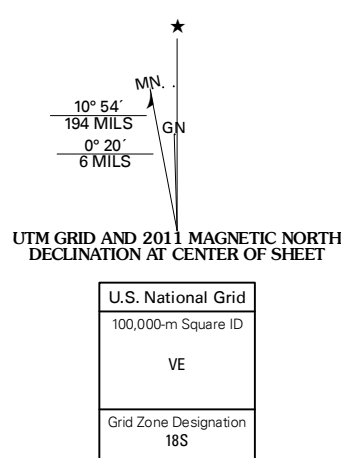 ★
MN
10° 54´
194 MILS
GN
0° 20´
6 MILS
UTM GRID AND 2011 MAGNETIC NORTH
DECLINATION AT CENTER OF SHEET
U.S. National Grid
100,000-m Square ID
VE
Grid Zone Designation
18S